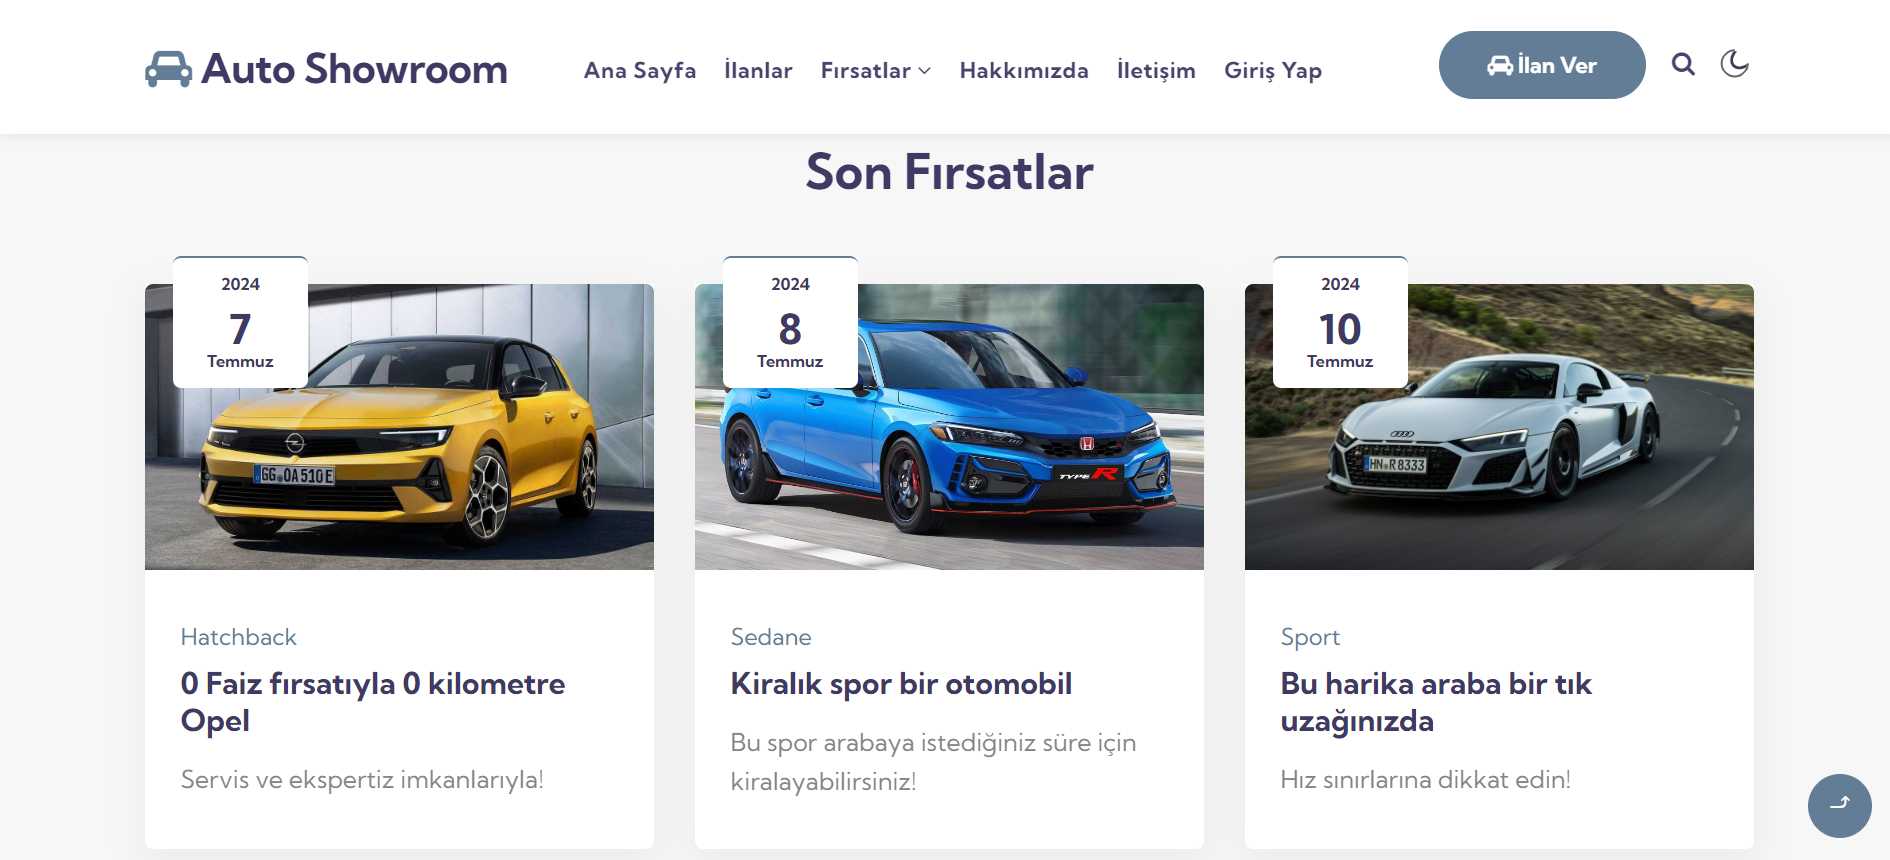 Auto Showroom
Ana Sayfa İlanlar Fırsatlar Hakkımızda İletişim Giriş Yap
İlan Ver
Son Fırsatlar
2024
7
Temmuz
GG OA 510 E
Hatchback
0 Faiz fırsatıyla 0 kilometre
Opel
Servis ve ekspertiz imkanlarıyla!
2024
8
Temmuz
TYPE R
Sedane
Kiralık spor bir otomobil
Bu spor arabaya istediğiniz süre için
kiralayabilirsiniz!
2024
10
Temmuz
HN R 8333
Sport
Bu harika araba bir tık
uzağınızda
Hız sınırlarına dikkat edin!